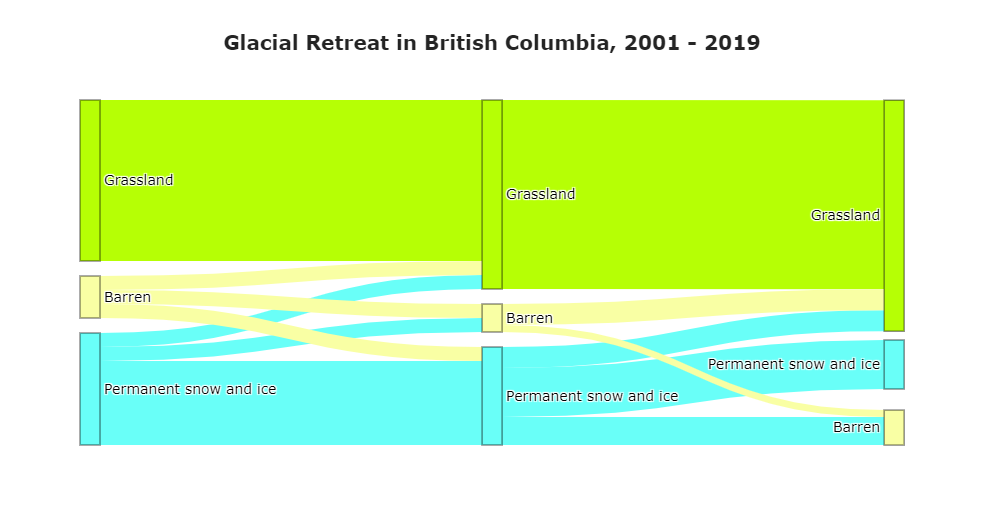 Glacial Retreat in British Columbia, 2001 - 2019
Grassland
Grassland
Grassland
Barren
Barren
Permanent snow and ice
Permanent snow and ice
Permanent snow and ice
Barren